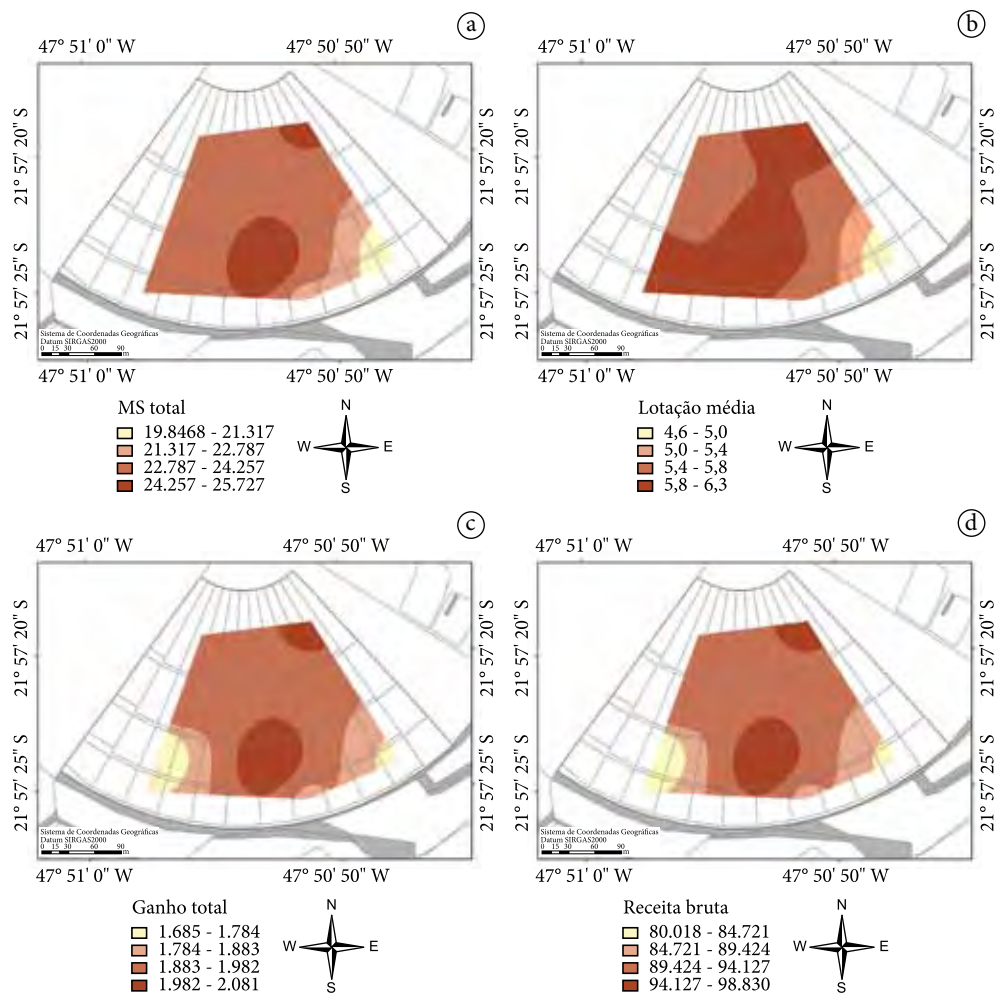 a
47° 51' 0" W 47° 50' 50" W
21° 57' 20" S
21° 57' 25" S
21° 57' 20" S
21° 57' 25" S
Sistema de Coordenadas Geográficas
Datum SIRGAS2000
0 15 30 60 90 m
47° 51' 0" W 47° 50' 50" W
MS total
19.8468 - 21.317
21.317 - 22.787
22.787 - 24.257
24.257 - 25.727
N
W E
S
b
47° 51' 0" W 47° 50' 50" W
21° 57' 20" S
21° 57' 25" S
21° 57' 20" S
21° 57' 25" S
Sistema de Coordenadas Geográficas
Datum SIRGAS2000
0 15 30 60 90 m
47° 51' 0" W 47° 50' 50" W
Lotação média
4,6 - 5,0
5,0 - 5,4
5,4 - 5,8
5,8 - 6,3
N
W E
S
c
47° 51' 0" W 47° 50' 50" W
21° 57' 20" S
21° 57' 25" S
21° 57' 20" S
21° 57' 25" S
Sistema de Coordenadas Geográficas
Datum SIRGAS2000
0 15 30 60 90 m
47° 51' 0" W 47° 50' 50" W
Ganho total
1.685 - 1.784
1.784 - 1.883
1.883 - 1.982
1.982 - 2.081
N
W E
S
d
47° 51' 0" W 47° 50' 50" W
21° 57' 20" S
21° 57' 25" S
21° 57' 20" S
21° 57' 25" S
Sistema de Coordenadas Geográficas
Datum SIRGAS2000
0 15 30 60 90 m
47° 51' 0" W 47° 50' 50" W
Receita bruta
80.018 - 84.721
84.721 - 89.424
89.424 - 94.127
94.127 - 98.830
N
W E
S